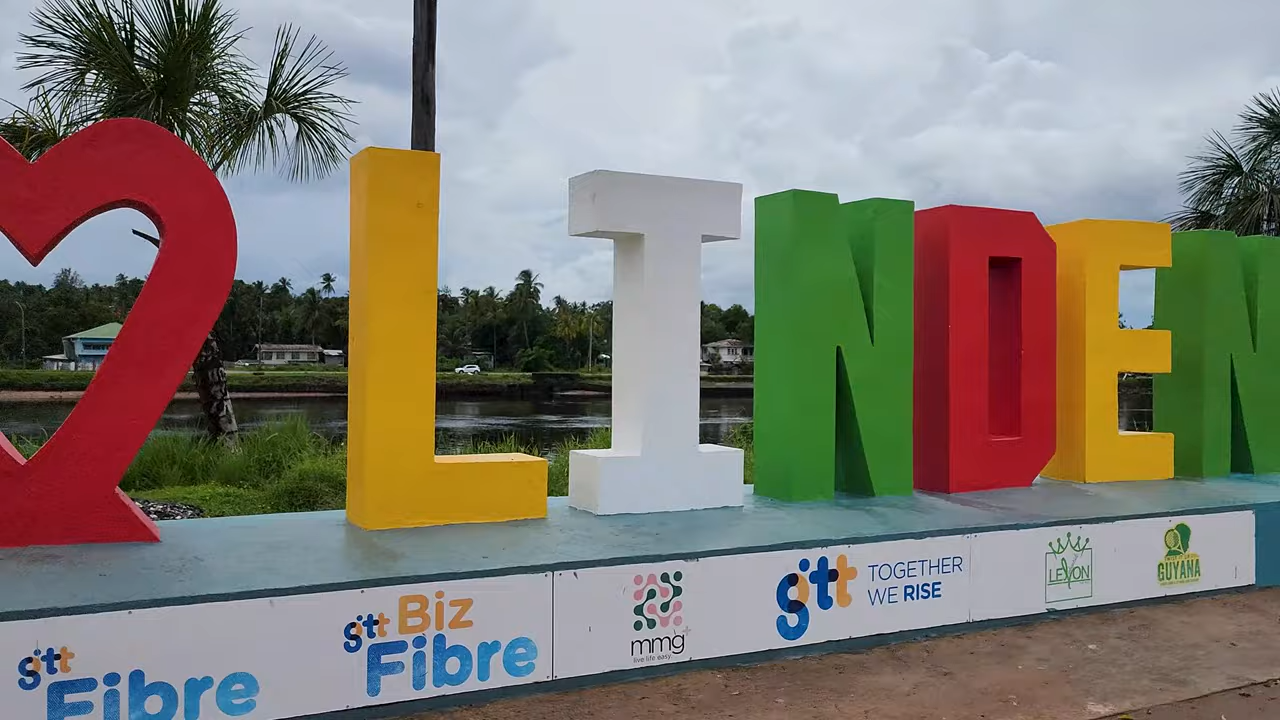 LINDEN
gtt
Fibre
gtt Biz
Fibre
mmg+
live life easy
gtt
TOGETHER
WE RISE
LEVON
GUYANA